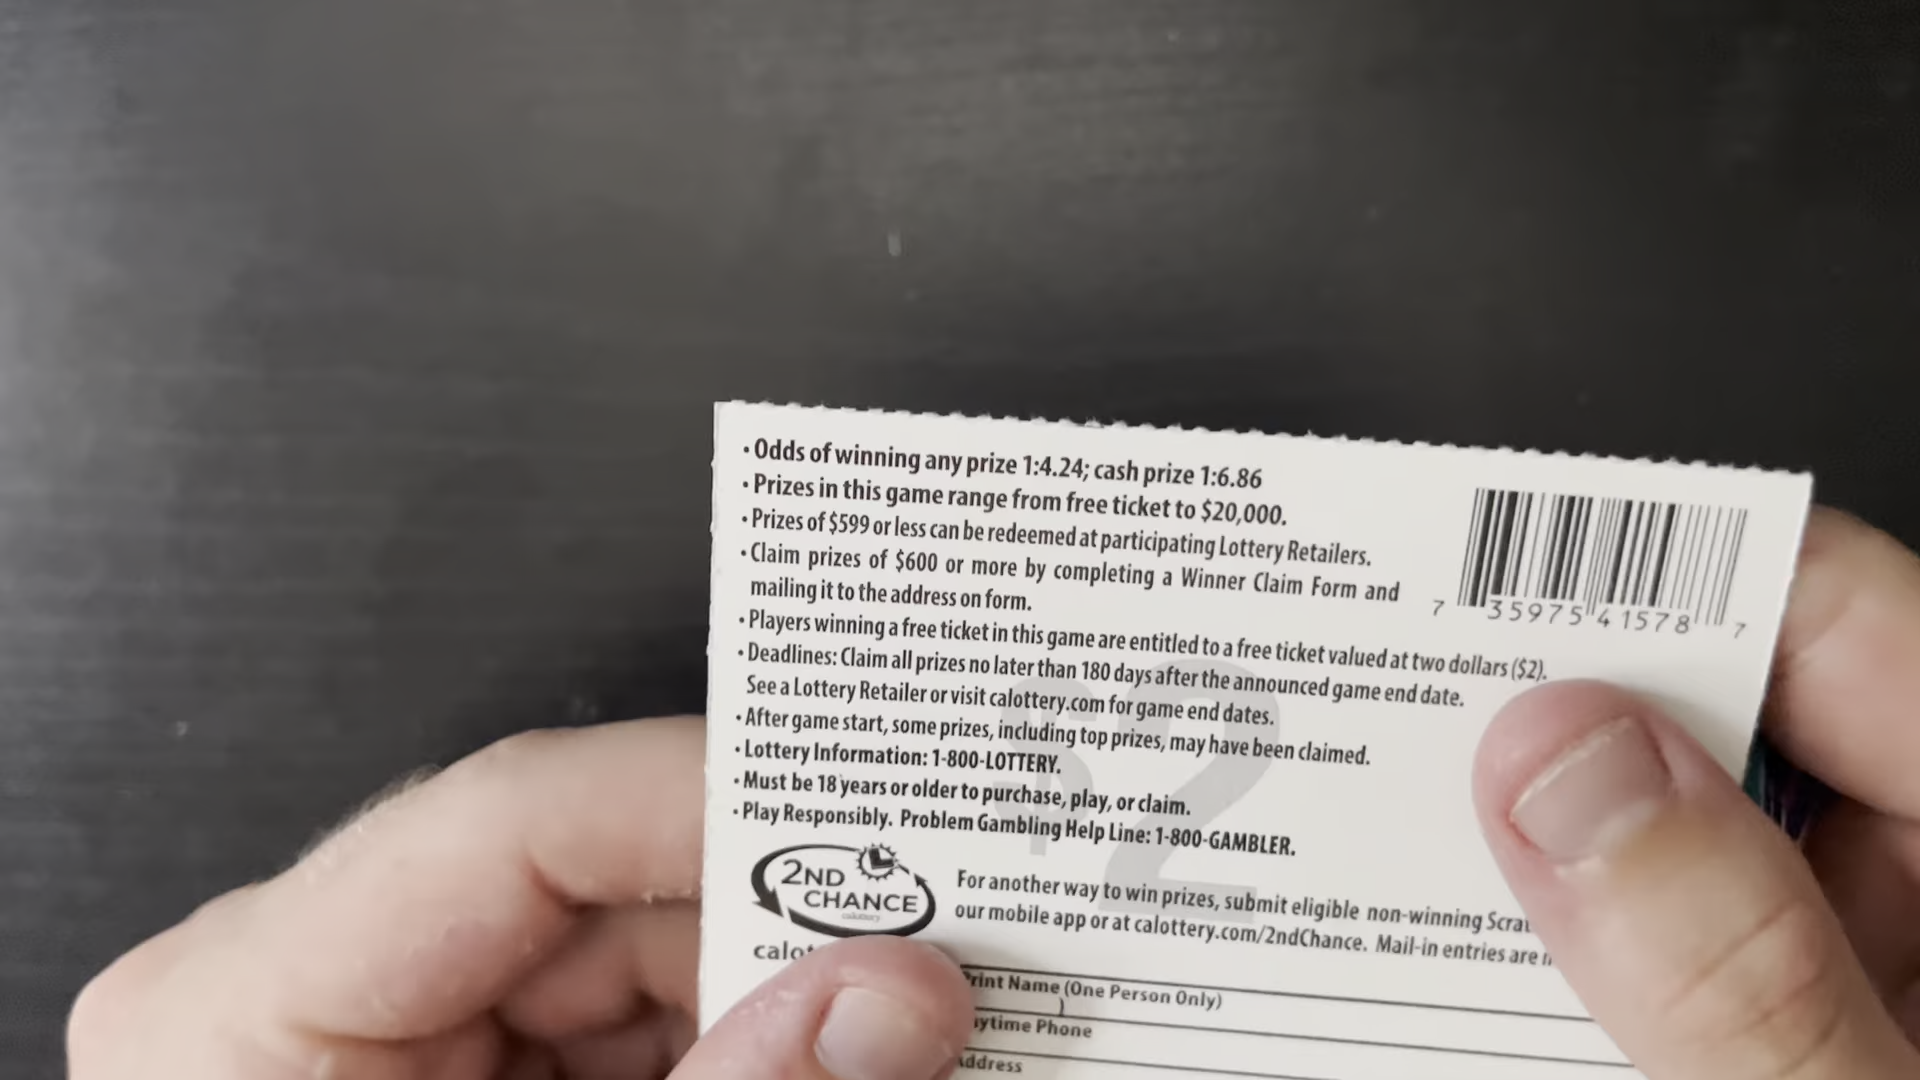 • Odds of winning any prize 1:4.24; cash prize 1:6.86
• Prizes in this game range from free ticket to $20,000.
• Prizes of $599 or less can be redeemed at participating Lottery Retailers.
• Claim prizes of $600 or more by completing a Winner Claim Form and
mailing it to the address on form.
• Players winning a free ticket in this game are entitled to a free ticket valued at two dollars ($2).
• Deadlines: Claim all prizes no later than 180 days after the announced game end date.
See a Lottery Retailer or visit calottery.com for game end dates.
• After game start, some prizes, including top prizes, may have been claimed.
• Lottery Information: 1-800-LOTTERY.
• Must be 18 years or older to purchase, play, or claim.
• Play Responsibly. Problem Gambling Help Line: 1-800-GAMBLER.
7 35975 41578 7
$2
2ND
CHANCE
calottery
For another way to win prizes, submit eligible non-winning
our mobile app or at calottery.com/2ndChance. Mail-in entries are
Print Name (One Person Only)
)
Daytime Phone
Address